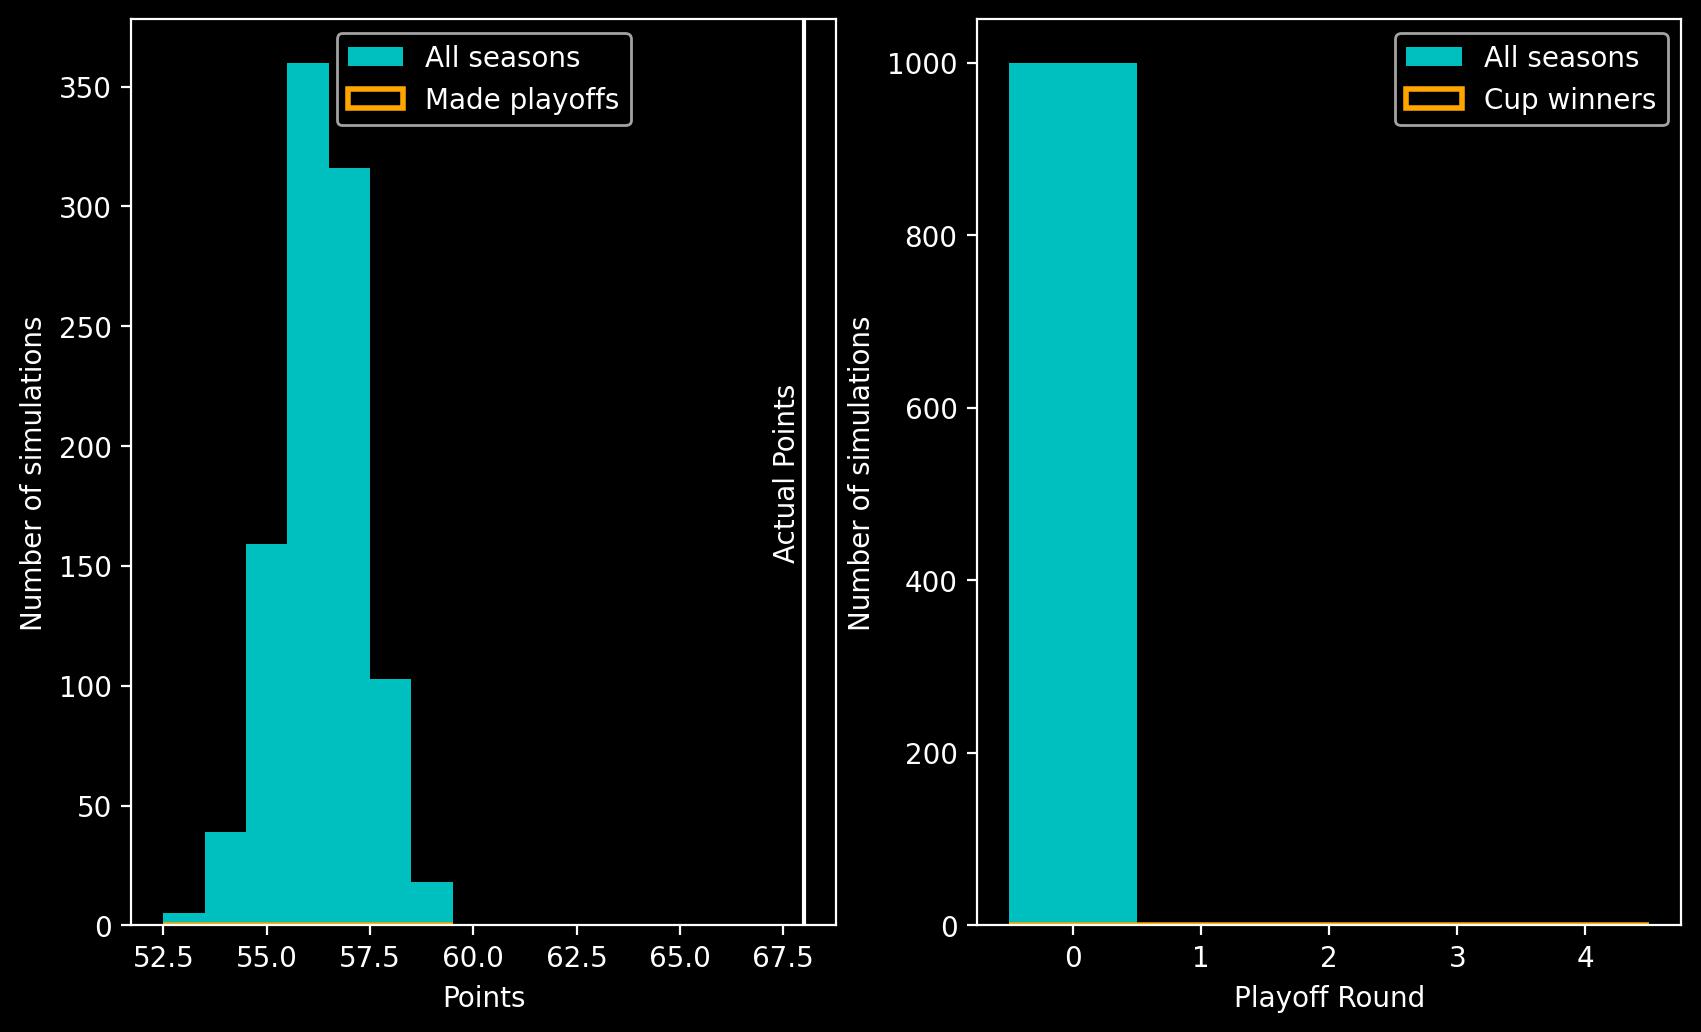 All seasons
Made playoffs
Number of simulations
350
300
250
200
150
100
50
0
Actual Points
52.5 55.0 57.5 60.0 62.5 65.0 67.5
Points
All seasons
Cup winners
Number of simulations
1000
800
600
400
200
0
0 1 2 3 4
Playoff Round